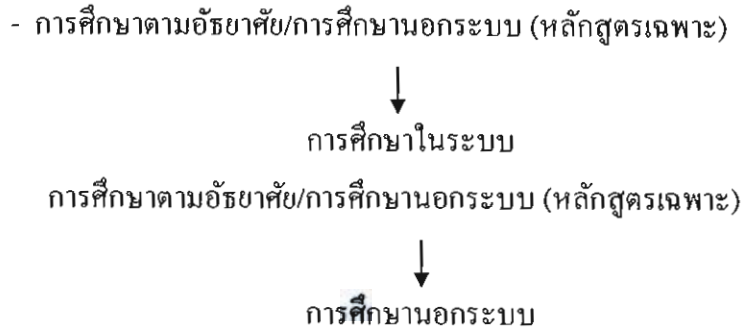 - การศึกษาตามอัธยาศัย/การศึกษานอกระบบ (หลักสูตรเฉพาะ)
การศึกษาในระบบ
การศึกษาตามอัธยาศัย/การศึกษานอกระบบ (หลักสูตรเฉพาะ)
การศึกษานอกระบบ